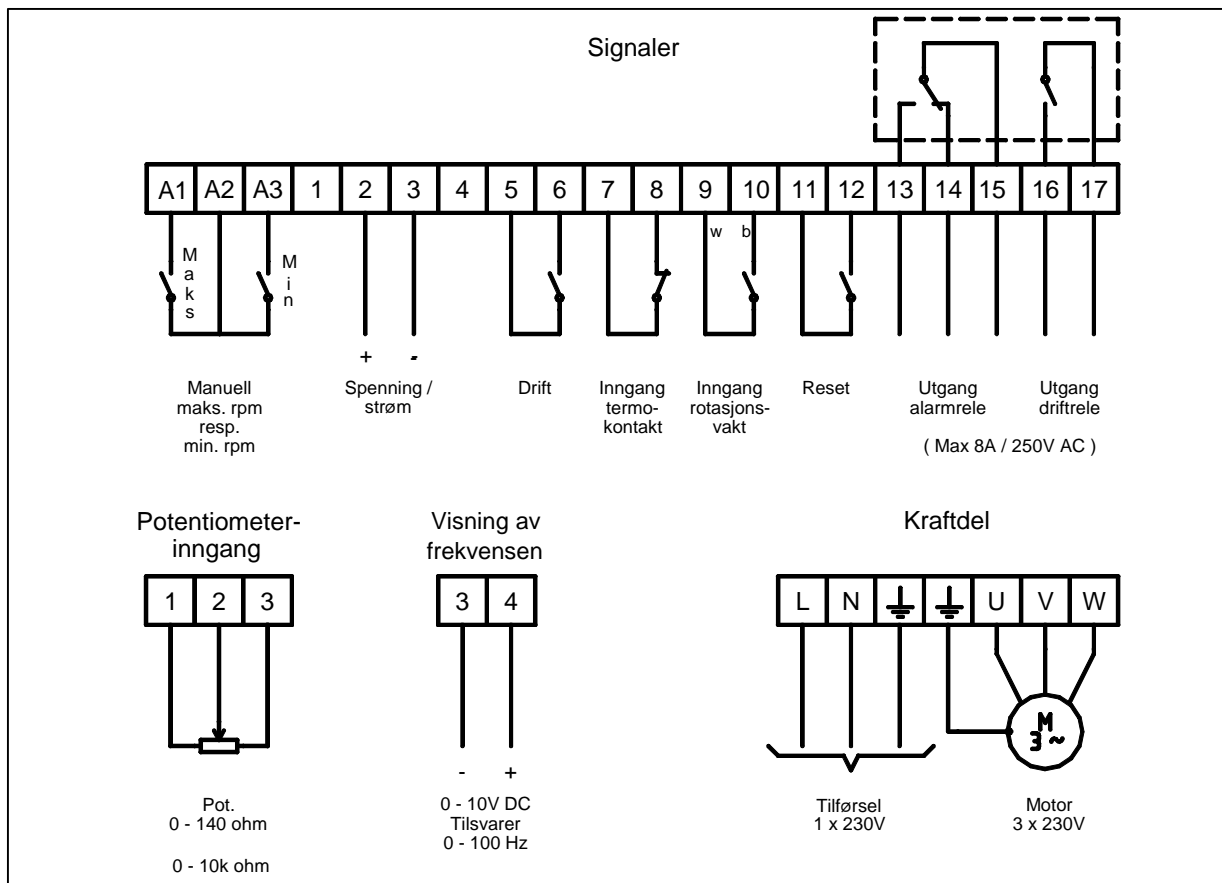 Signaler
A1 A2 A3 1 2 3 4 5 6 7 8 9 10 11 12 13 14 15 16 17
w b
Maks
Min
+ -
Manuell
maks. rpm
resp.
min. rpm
Spenning /
strøm
Drift
Inngang
termo-
kontakt
Inngang
rotasjons-
vakt
Reset
Utgang
alarmrele
Utgang
driftrele
( Max 8A / 250V AC )
Potentiometer-
inngang
1 2 3
Pot.
0 - 140 ohm
0 - 10k ohm
Visning av
frekvensen
3 4
- +
0 - 10V DC
Tilsvarer
0 - 100 Hz
Kraftdel
L N U V W
M
3 ~
Tilførsel
1 x 230V
Motor
3 x 230V